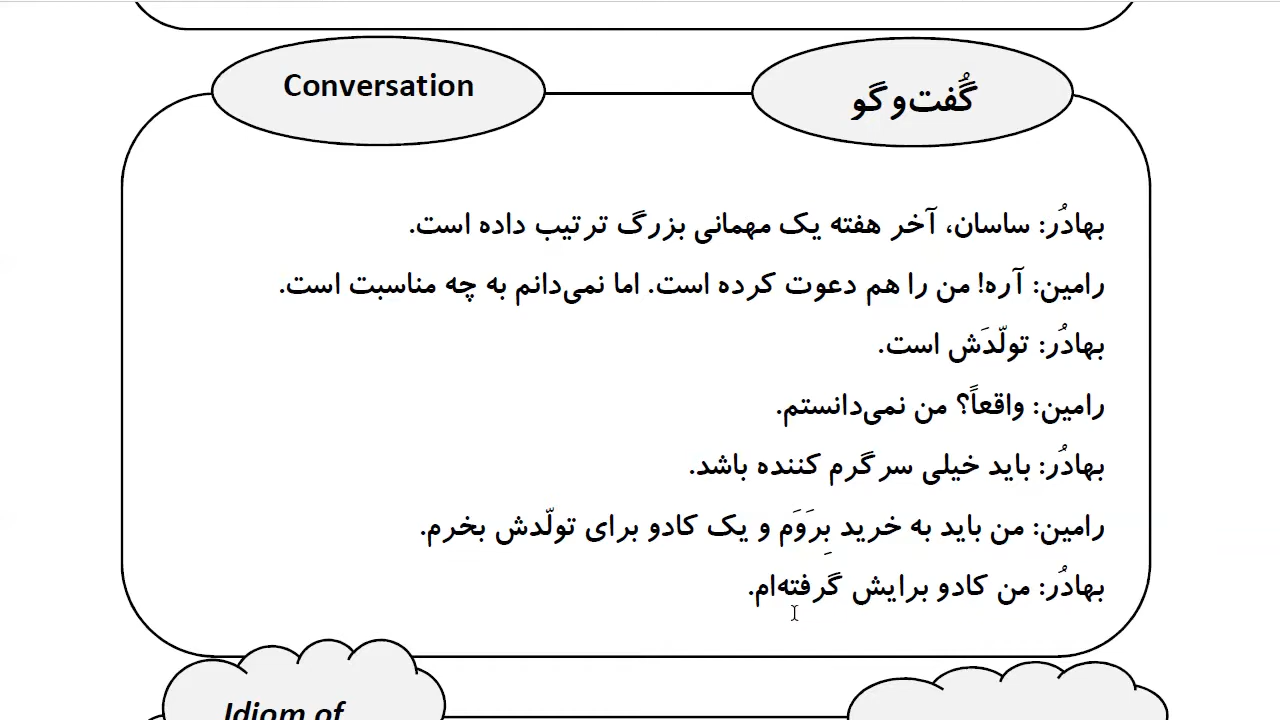 Conversation
گُفت‌و‌گو
بهادُر: ساسان، آخر هفته یک مهمانی بزرگ ترتیب داده است.
رامین: آره! من را هم دعوت کرده است. اما نمی‌دانم به چه مناسبت است.
بهادُر: تولّدَش است.
رامین: واقعاً؟ من نمی‌دانستم.
بهادُر: باید خیلی سرگرم کننده باشد.
رامین: من باید به خرید بِرَوَم و یک کادو برای تولّدش بخرم.
بهادُر: من کادو برایش گرفته‌ام.
Idiom of